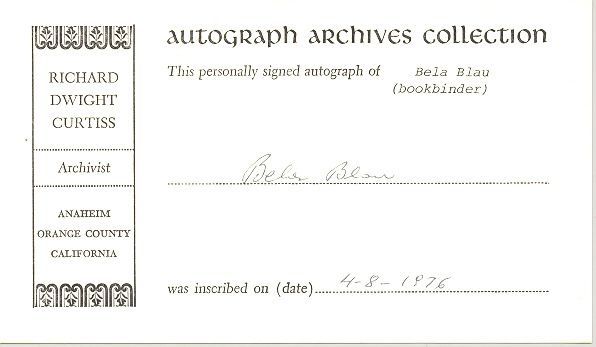 AUTOGRAPH ARCHIVES COLLECTION
This personally signed autograph of Bela Blau
(bookbinder)
Bela Blau
was inscribed on (date) 4-8-1976
RICHARD
DWIGHT
CURTISS
Archivist
ANAHEIM
ORANGE COUNTY
CALIFORNIA